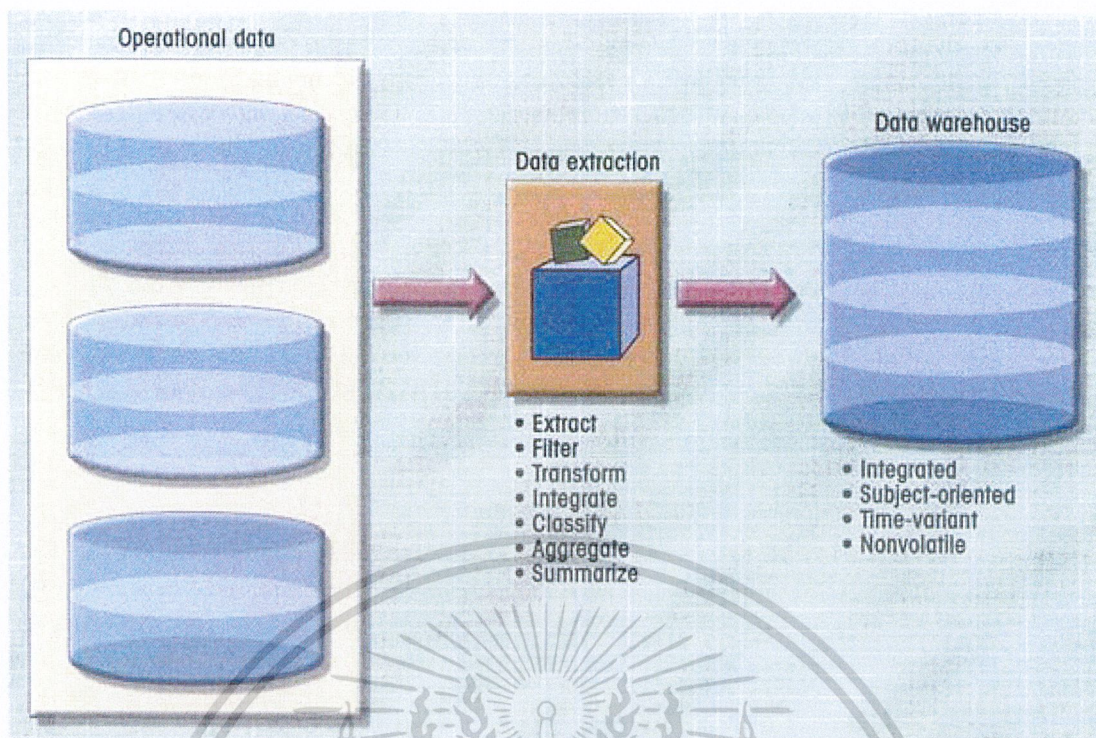 Operational data
Data extraction
• Extract
• Filter
• Transform
• Integrate
• Classify
• Aggregate
• Summarize
Data warehouse
• Integrated
• Subject-oriented
• Time-variant
• Nonvolatile